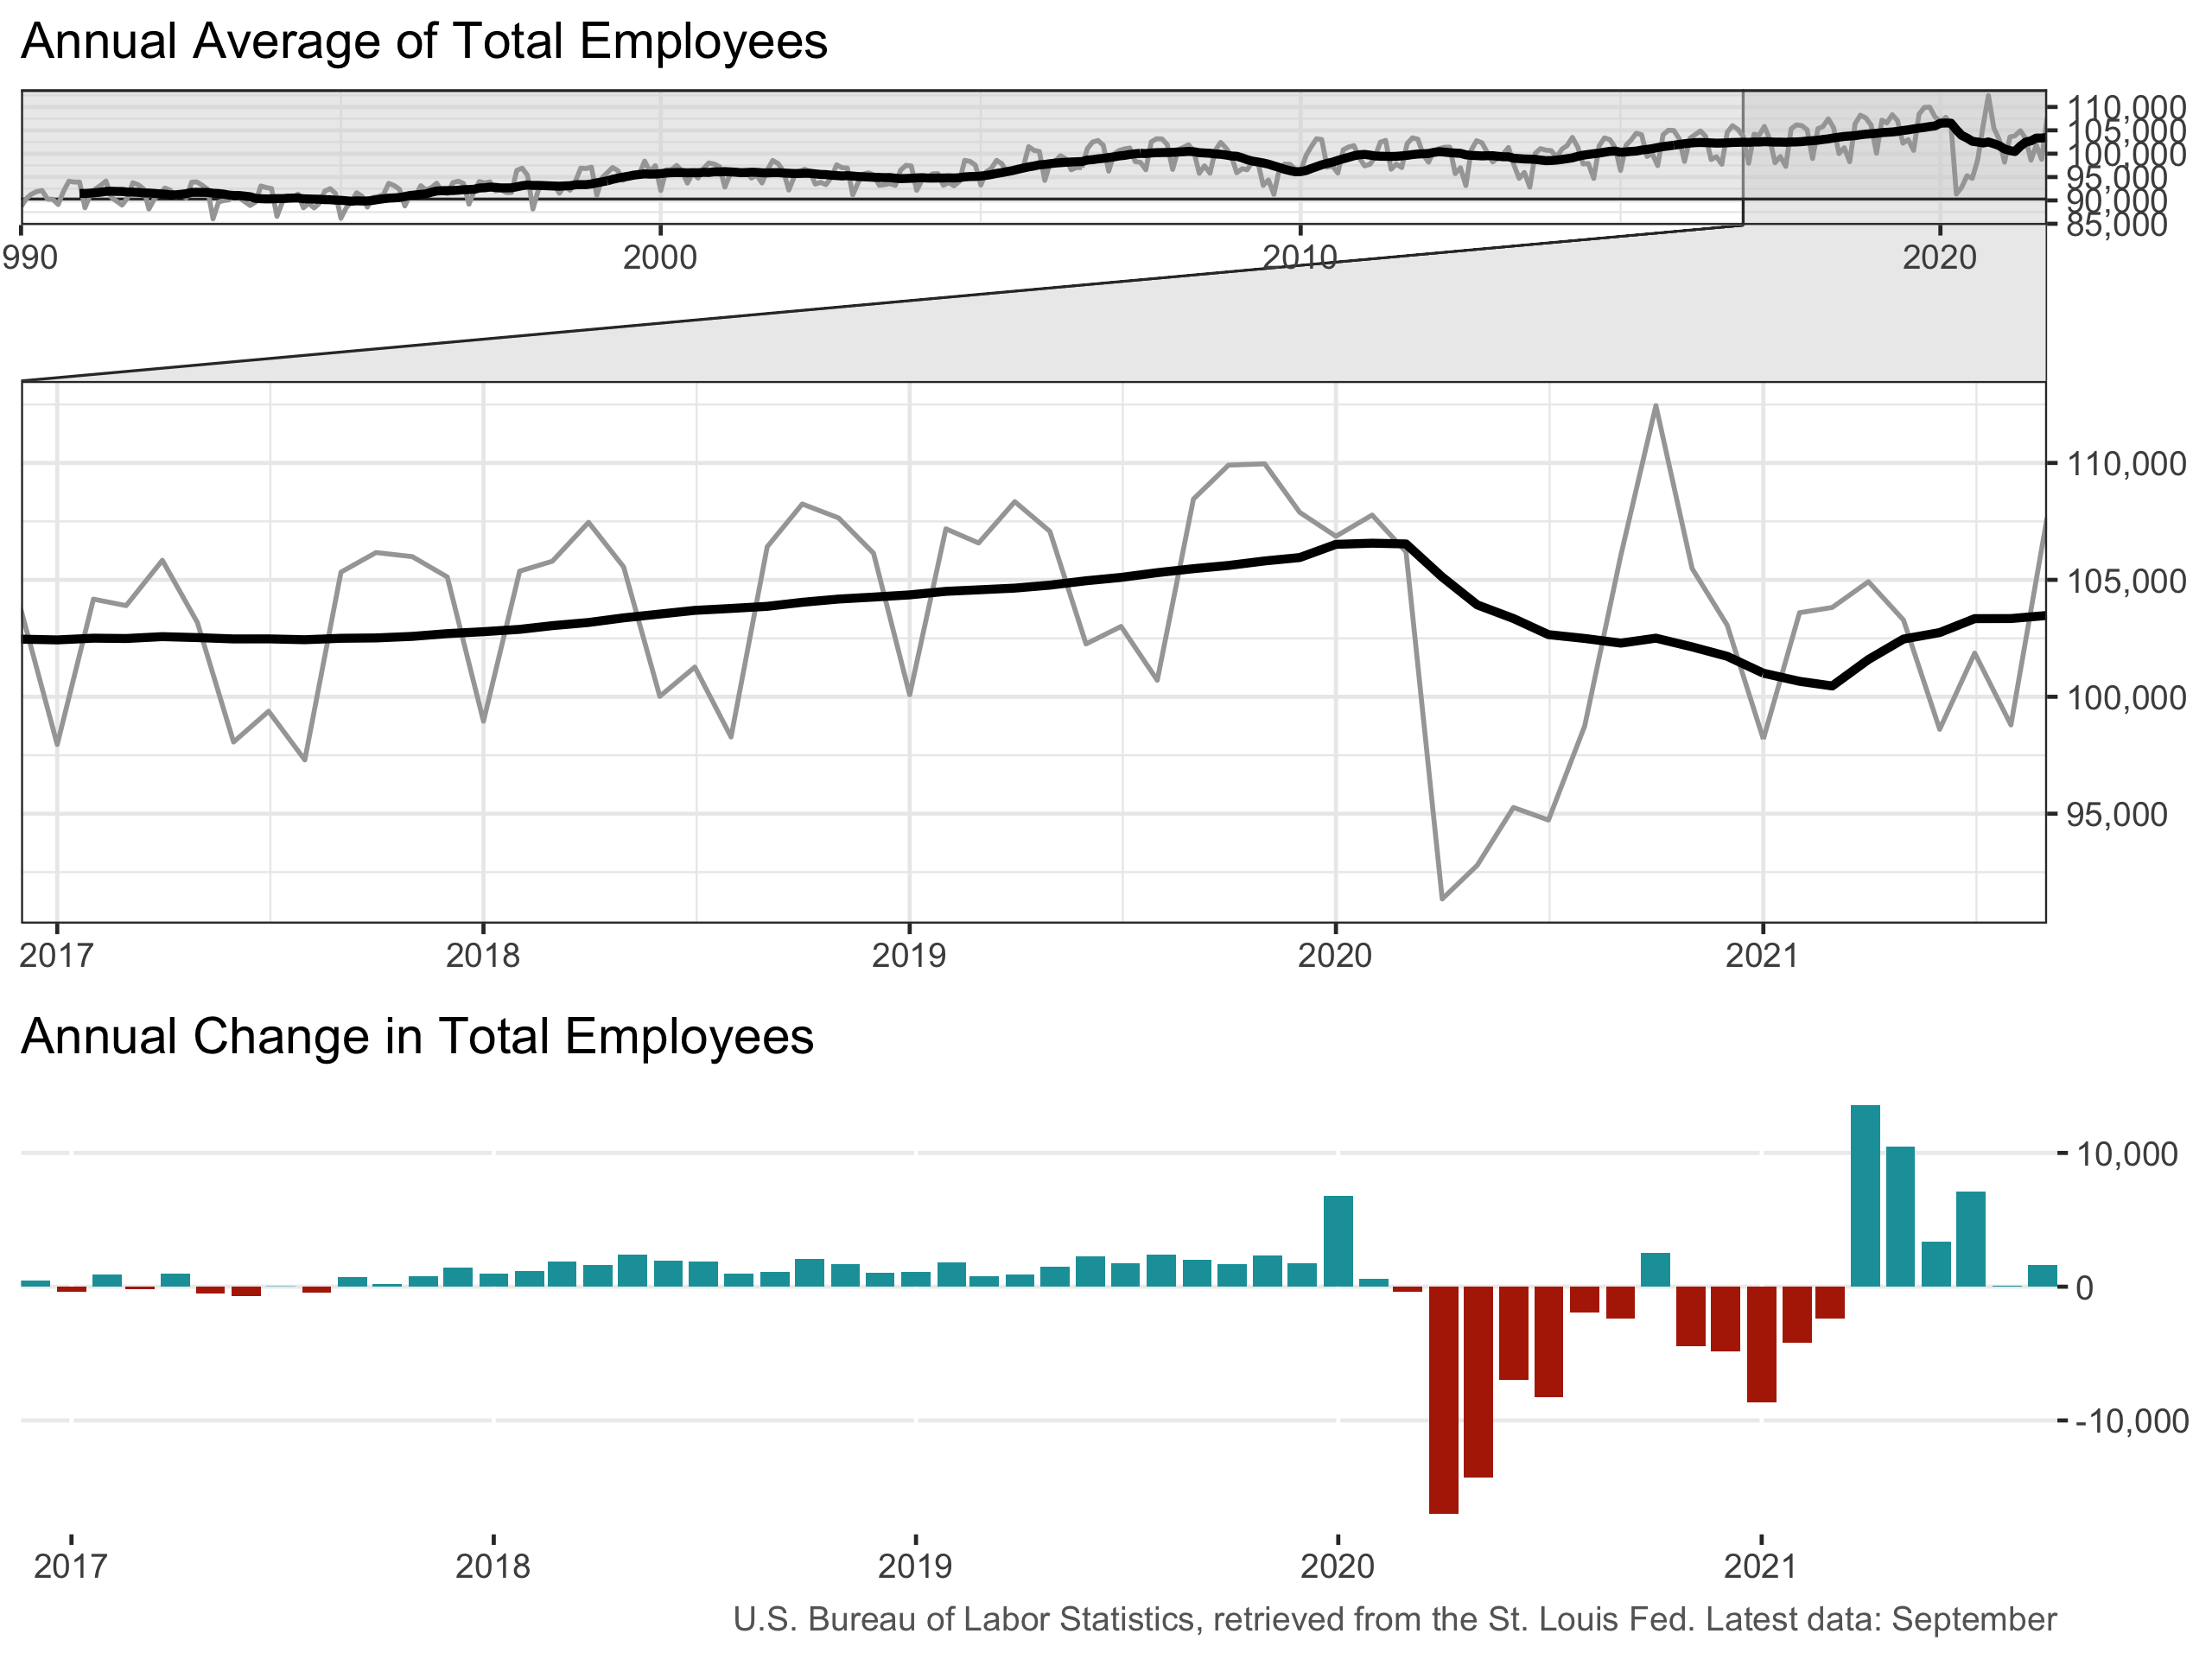 Annual Average of Total Employees
110,000
105,000
100,000
95,000
90,000
85,000
990 2000 2010 2020
110,000
105,000
100,000
95,000
2017 2018 2019 2020 2021
Annual Change in Total Employees
10,000
0
-10,000
2017 2018 2019 2020 2021
U.S. Bureau of Labor Statistics, retrieved from the St. Louis Fed. Latest data: September